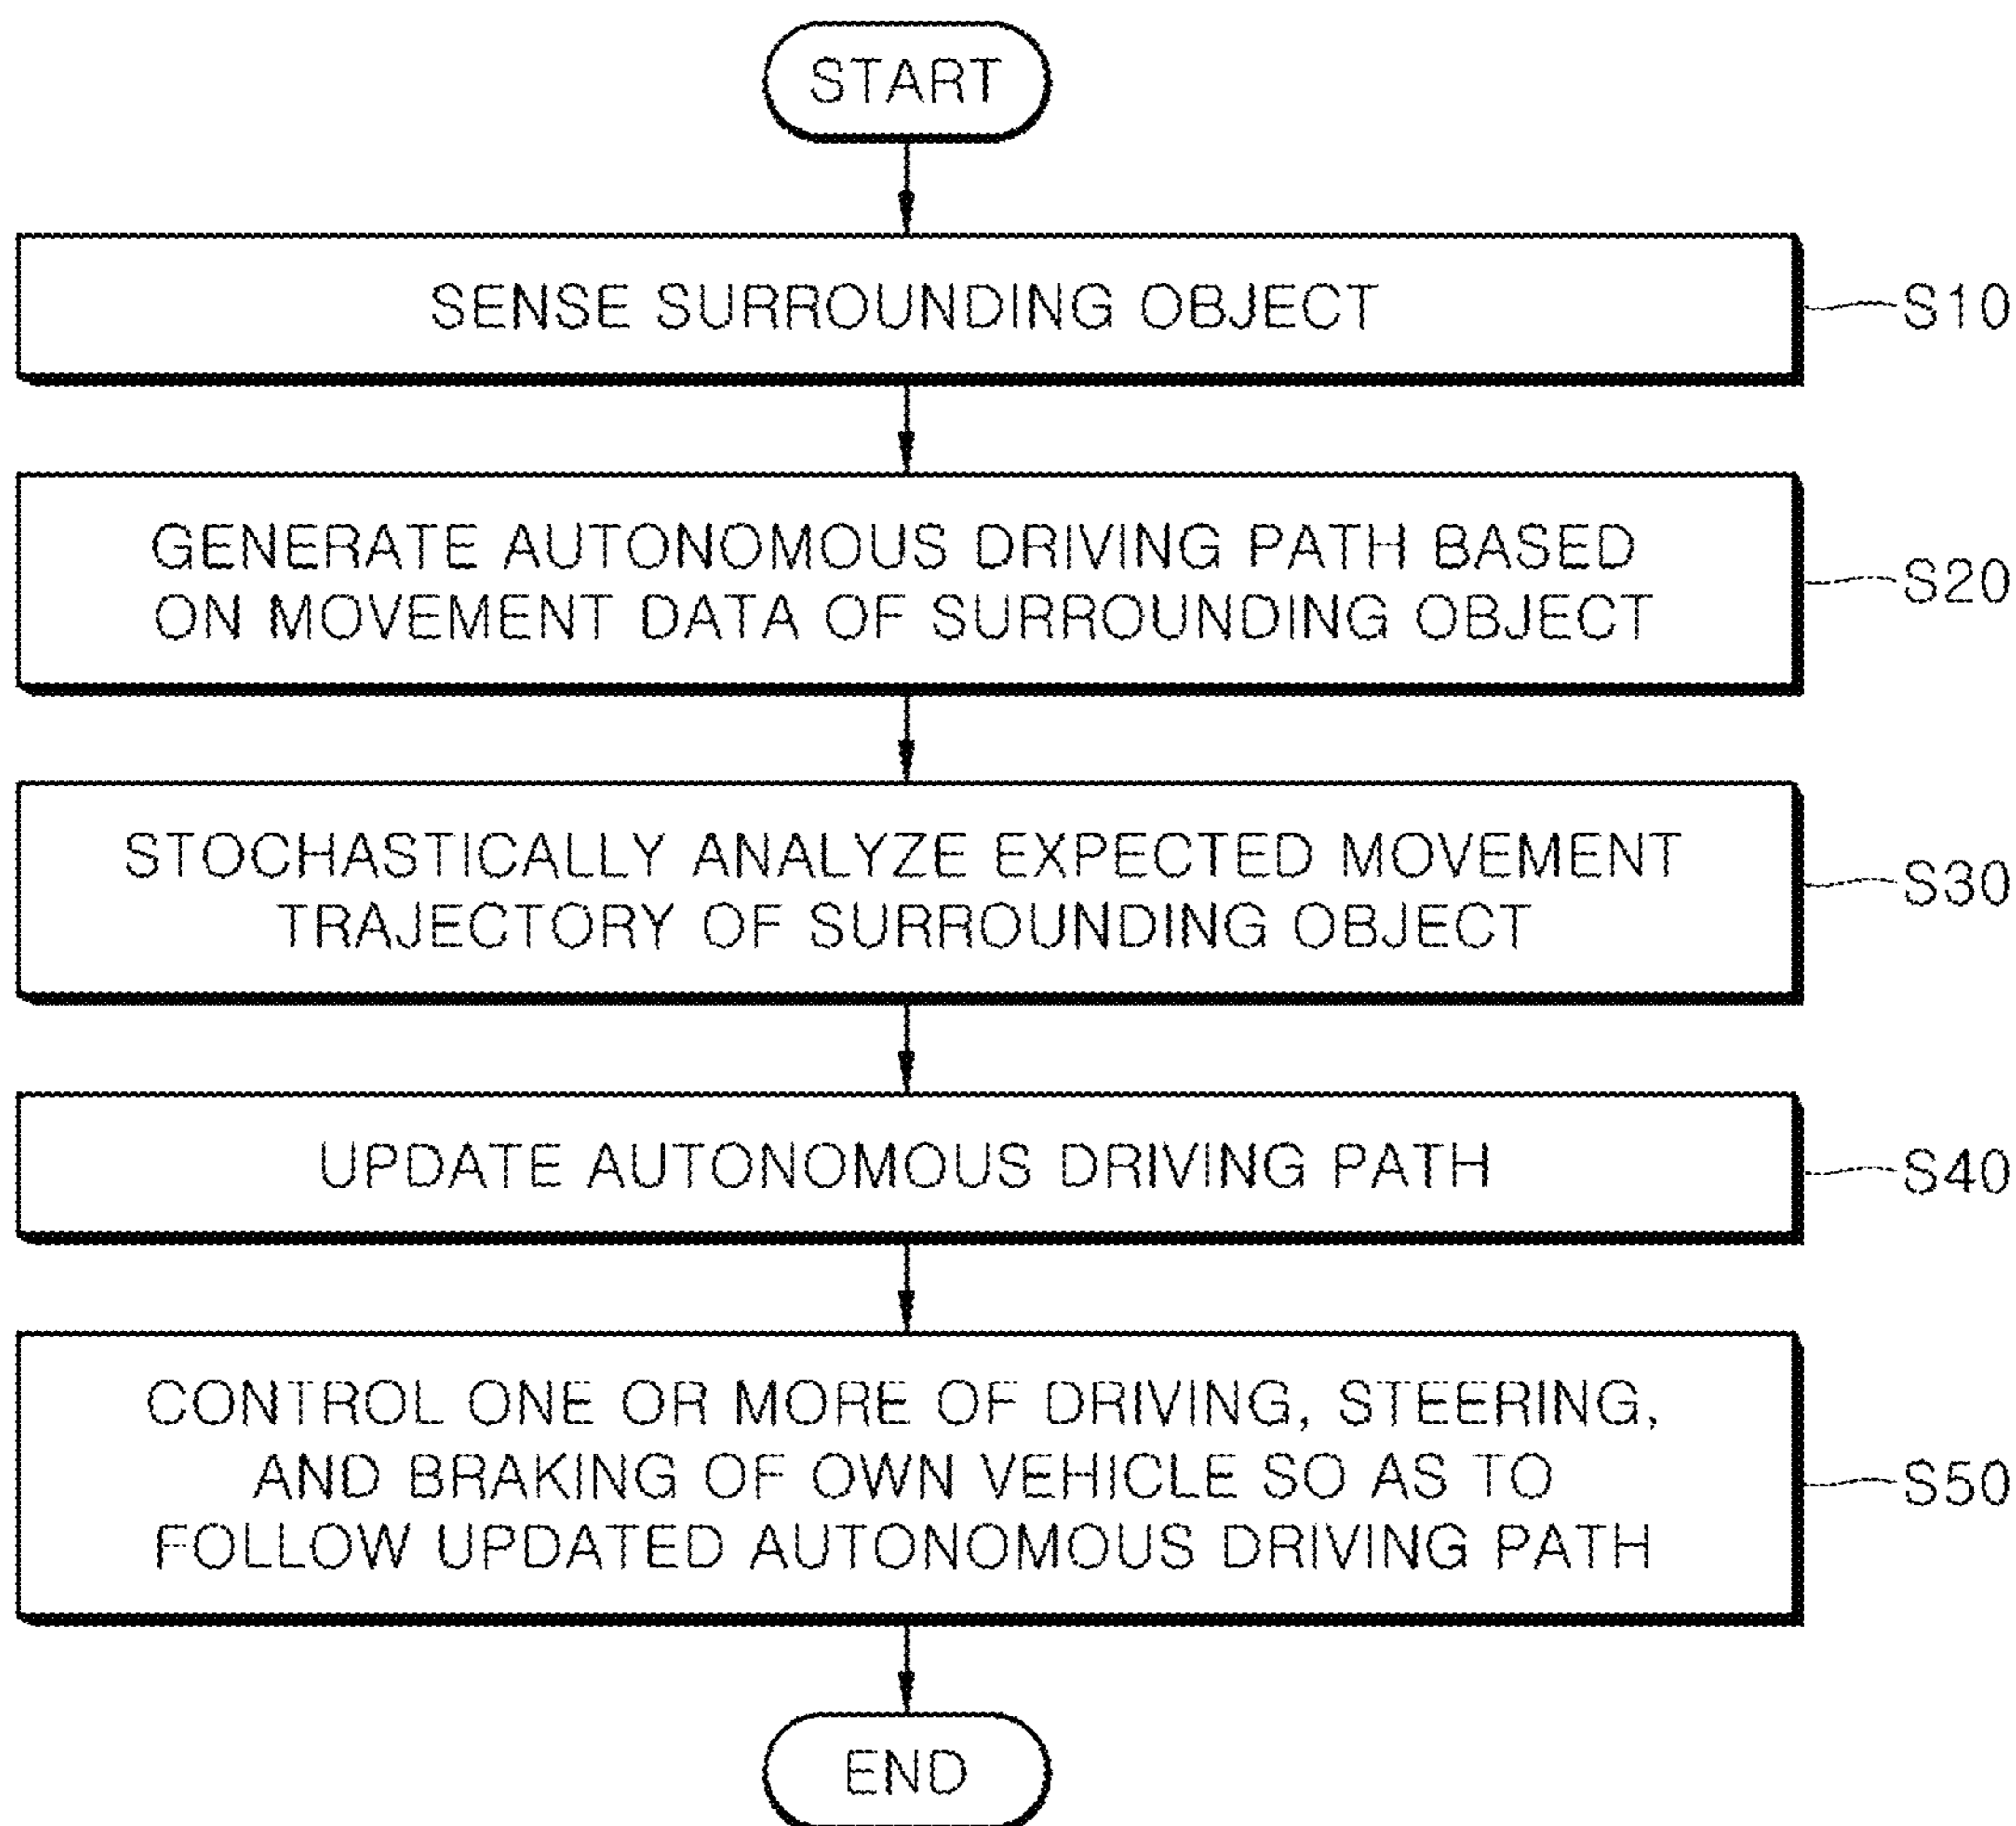 START
SENSE SURROUNDING OBJECT
S10
GENERATE AUTONOMOUS DRIVING PATH BASED
ON MOVEMENT DATA OF SURROUNDING OBJECT
S20
STOCHASTICALLY ANALYZE EXPECTED MOVEMENT
TRAJECTORY OF SURROUNDING OBJECT
S30
UPDATE AUTONOMOUS DRIVING PATH
S40
CONTROL ONE OR MORE OF DRIVING, STEERING,
AND BRAKING OF OWN VEHICLE SO AS TO
FOLLOW UPDATED AUTONOMOUS DRIVING PATH
S50
END